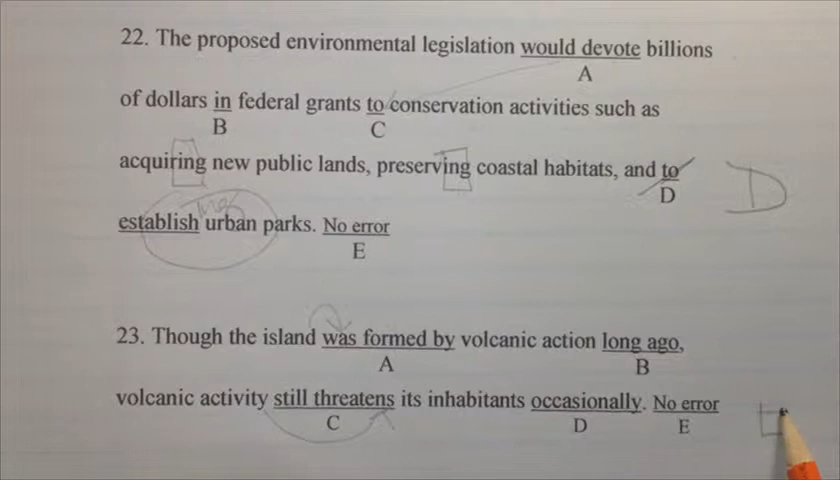 22. The proposed environmental legislation would devote billions
A
of dollars in federal grants to conservation activities such as
B C
acquiring new public lands, preserving coastal habitats, and to
D D
ing
establish urban parks. No error
E
23. Though the island was formed by volcanic action long ago,
A B
volcanic activity still threatens its inhabitants occasionally. No error
C D E